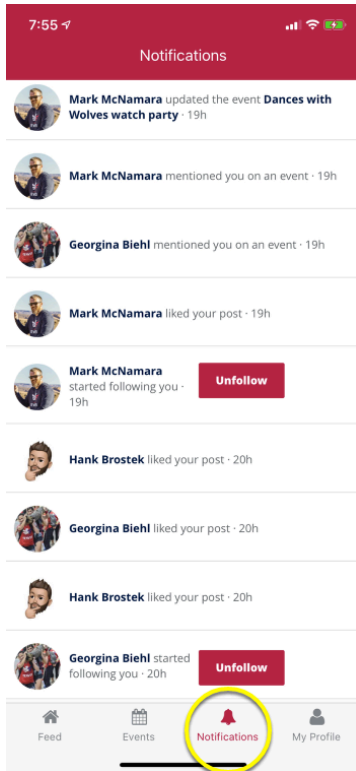 7:55
Notifications
Mark McNamara updated the event Dances with
Wolves watch party · 19h
Mark McNamara mentioned you on an event · 19h
Georgina Biehl mentioned you on an event · 19h
Mark McNamara liked your post · 19h
Mark McNamara
started following you ·
19h
Unfollow
Hank Brostek liked your post · 20h
Georgina Biehl liked your post · 20h
Hank Brostek liked your post · 20h
Georgina Biehl started
following you · 20h
Unfollow
Feed
Events
Notifications
My Profile